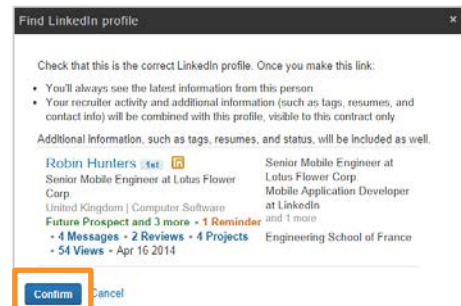 Find LinkedIn profile ×
Check that this is the correct LinkedIn profile. Once you make this link:
• You'll always see the latest information from this person
• Your recruiter activity and additional information (such as tags, resumes, and
contact info) will be combined with this profile, visible to this contract only
Additional information, such as tags, resumes, and status, will be included as well.
Robin Hunters 1st in
Senior Mobile Engineer at Lotus Flower
Corp.
United Kingdom | Computer Software
Future Prospect and 3 more - 1 Reminder
- 4 Messages - 2 Reviews - 4 Projects
- 54 Views - Apr 16 2014
Senior Mobile Engineer at
Lotus Flower Corp.
Mobile Application Developer
at LinkedIn
and 1 more
Engineering School of France
Confirm Cancel